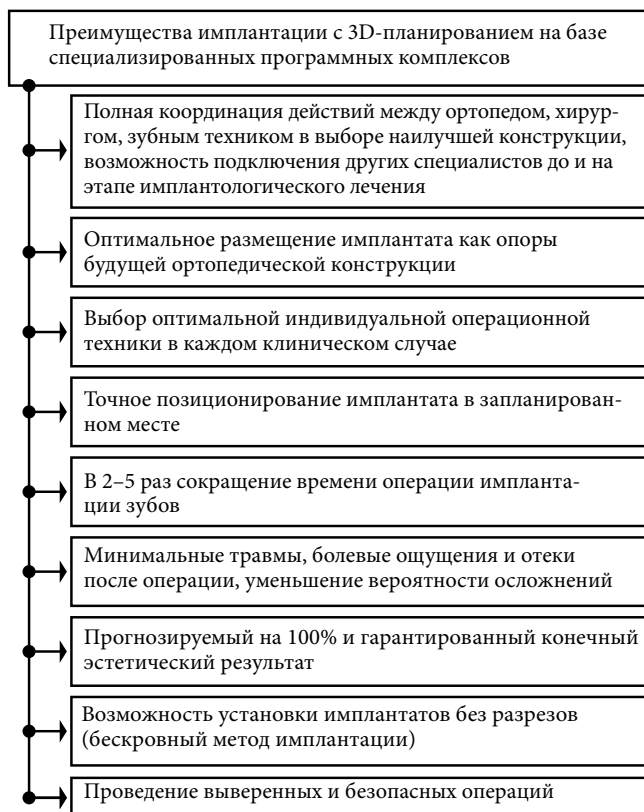 Преимущества имплантации с 3D-планированием на базе
специализированных программных комплексов
Полная координация действий между ортопедом, хирур-
гом, зубным техником в выборе наилучшей конструкции,
возможность подключения других специалистов до и на
этапе имплантологического лечения
Оптимальное размещение имплантата как опоры
будущей ортопедической конструкции
Выбор оптимальной индивидуальной операционной
техники в каждом клиническом случае
Точное позиционирование имплантата в запланирован-
ном месте
В 2–5 раз сокращение времени операции импланта-
ции зубов
Минимальные травмы, болевые ощущения и отеки
после операции, уменьшение вероятности осложнений
Прогнозируемый на 100% и гарантированный конечный
эстетический результат
Возможность установки имплантатов без разрезов
(бескровный метод имплантации)
Проведение выверенных и безопасных операций